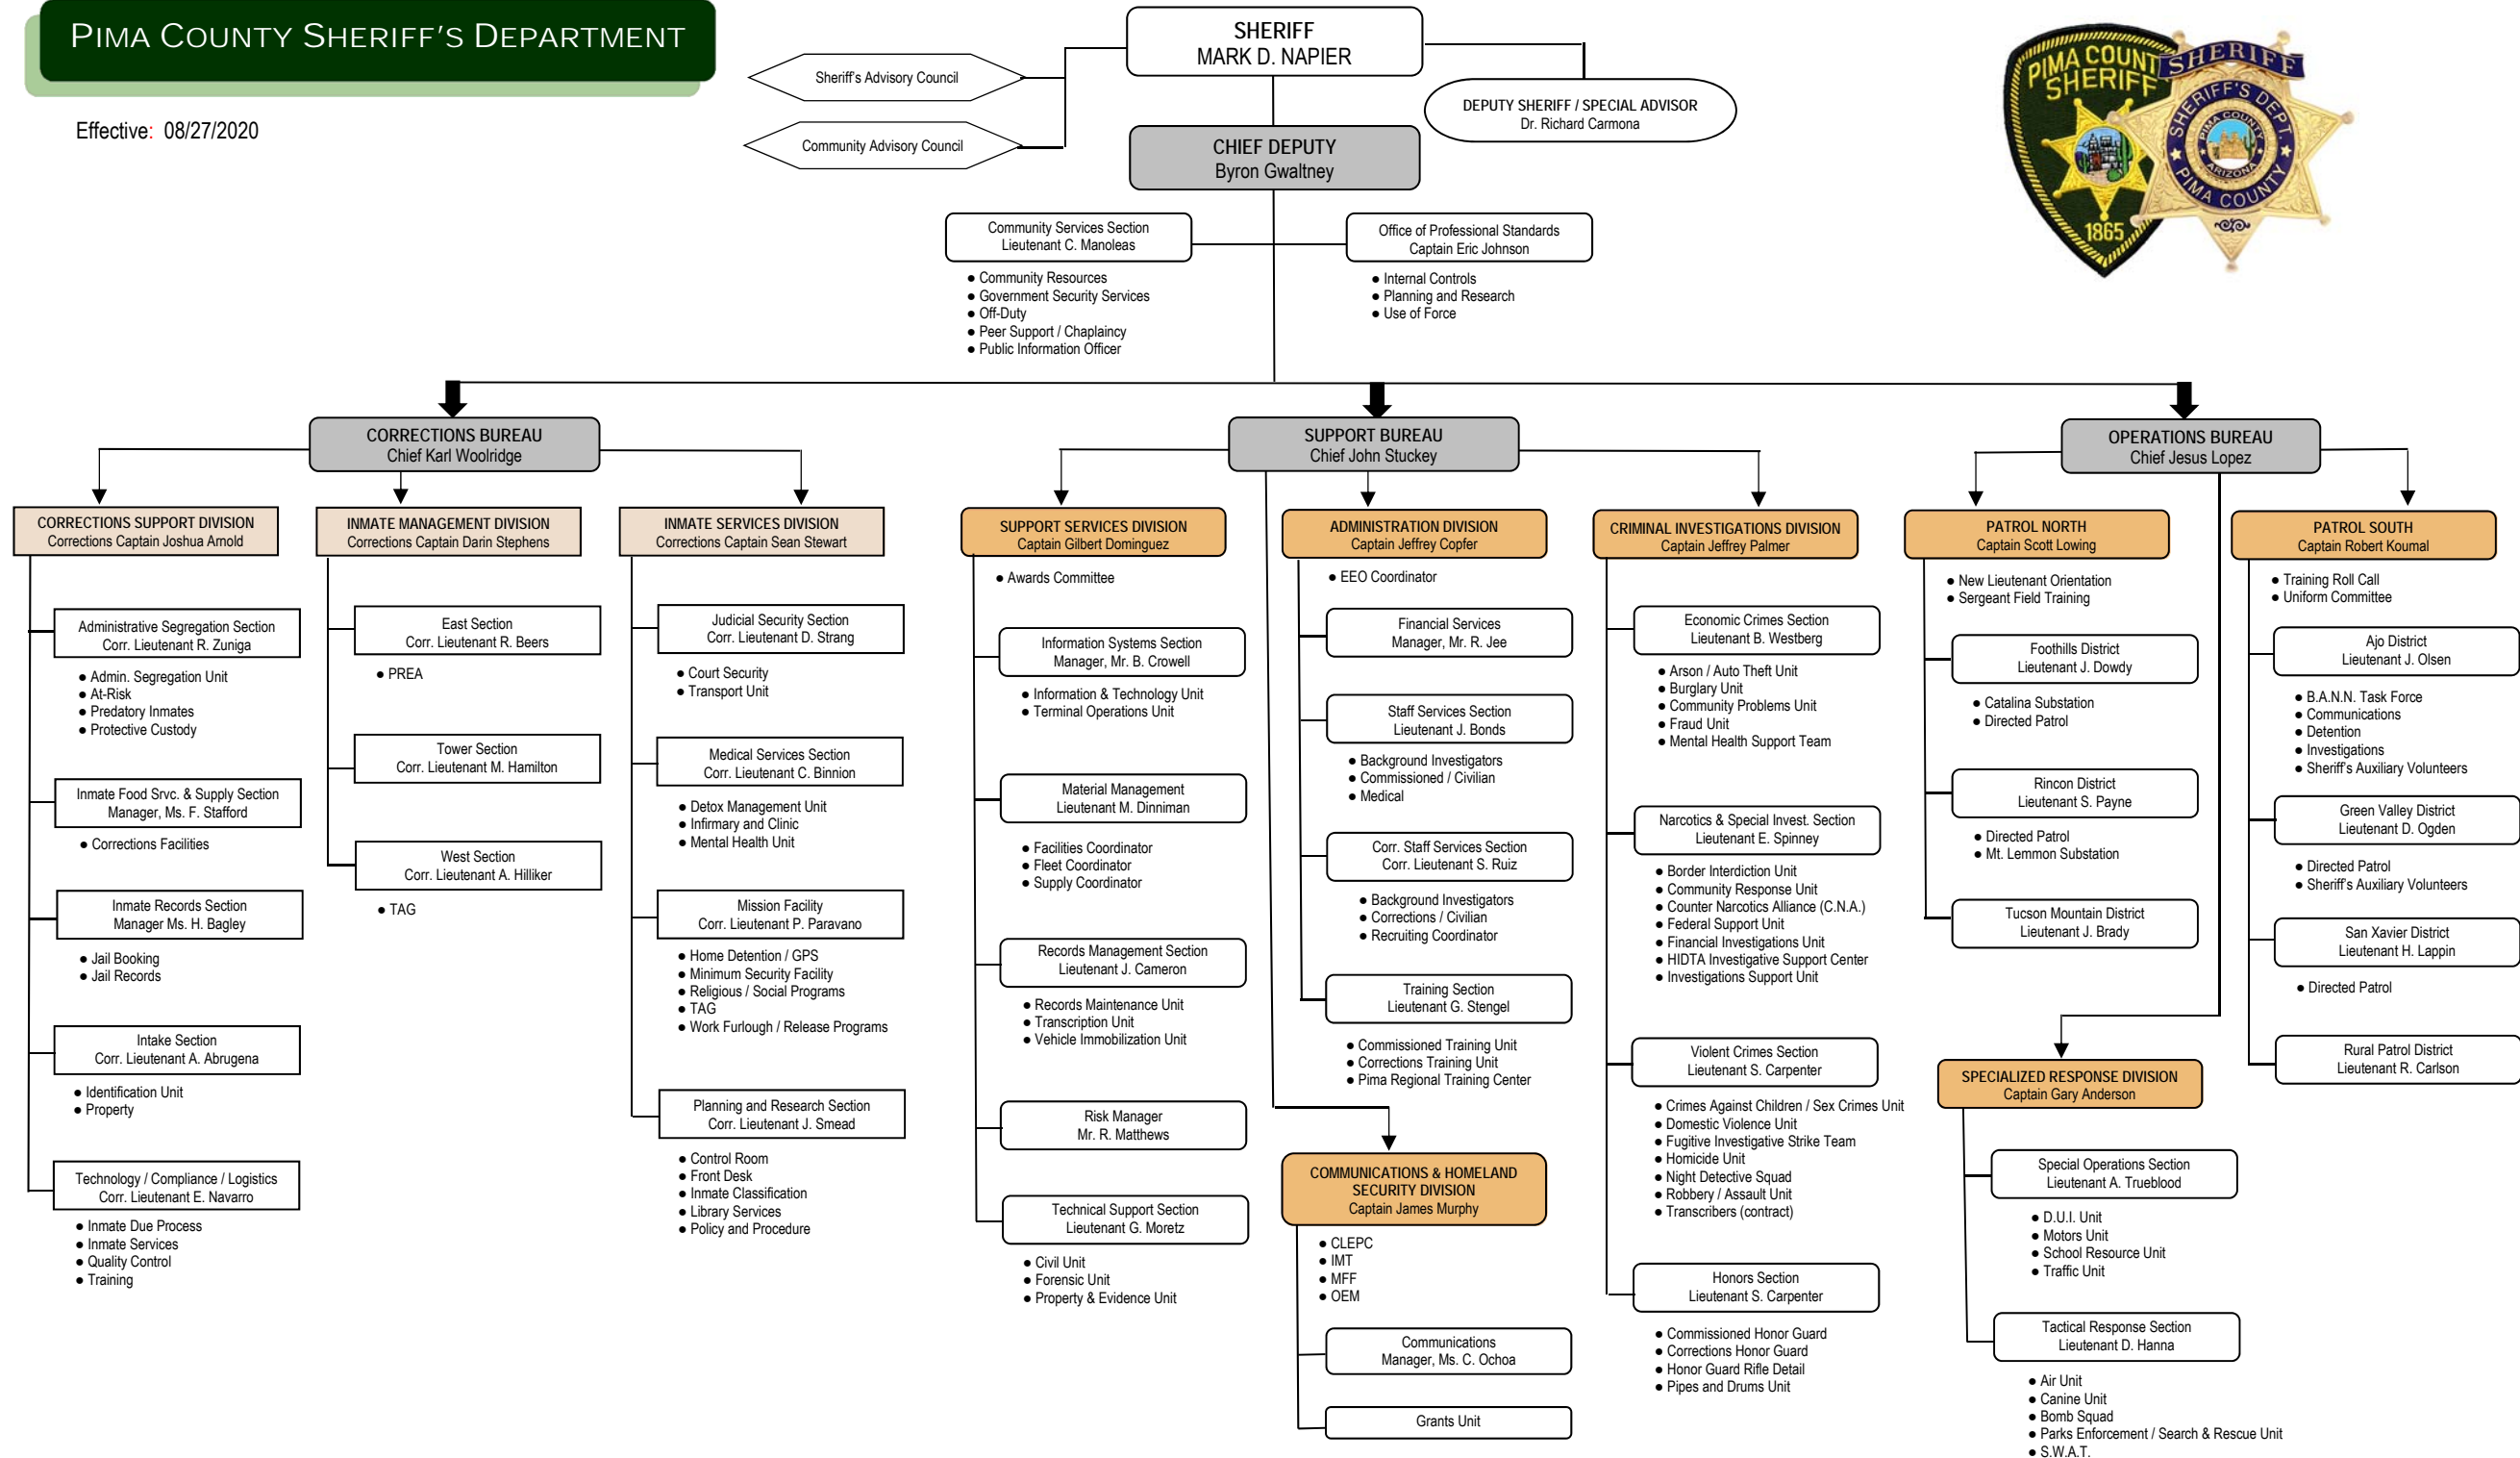 PIMA COUNTY SHERIFF'S DEPARTMENT
Effective: 08/27/2020
SHERIFF
MARK D. NAPIER
Sheriff's Advisory Council
Community Advisory Council
DEPUTY SHERIFF / SPECIAL ADVISOR
Dr. Richard Carmona
CHIEF DEPUTY
Byron Gwaltney
PIMA COUNTY
SHERIFF
1865
SHERIFF
SHERIFF'S DEPT.
PIMA COUNTY
ARIZONA
PIMA COUNTY
Community Services Section
Lieutenant C. Manoleas
● Community Resources
● Government Security Services
● Off-Duty
● Peer Support / Chaplaincy
● Public Information Officer
Office of Professional Standards
Captain Eric Johnson
● Internal Controls
● Planning and Research
● Use of Force
CORRECTIONS BUREAU
Chief Karl Woolridge
CORRECTIONS SUPPORT DIVISION
Corrections Captain Joshua Arnold
Administrative Segregation Section
Corr. Lieutenant R. Zuniga
● Admin. Segregation Unit
● At-Risk
● Predatory Inmates
● Protective Custody
Inmate Food Srvc. & Supply Section
Manager, Ms. F. Stafford
● Corrections Facilities
Inmate Records Section
Manager Ms. H. Bagley
● Jail Booking
● Jail Records
Intake Section
Corr. Lieutenant A. Abrugena
● Identification Unit
● Property
Technology / Compliance / Logistics
Corr. Lieutenant E. Navarro
● Inmate Due Process
● Inmate Services
● Quality Control
● Training
INMATE MANAGEMENT DIVISION
Corrections Captain Darin Stephens
East Section
Corr. Lieutenant R. Beers
● PREA
Tower Section
Corr. Lieutenant M. Hamilton
West Section
Corr. Lieutenant A. Hilliker
● TAG
INMATE SERVICES DIVISION
Corrections Captain Sean Stewart
Judicial Security Section
Corr. Lieutenant D. Strang
● Court Security
● Transport Unit
Medical Services Section
Corr. Lieutenant C. Binnion
● Detox Management Unit
● Infirmary and Clinic
● Mental Health Unit
Mission Facility
Corr. Lieutenant P. Paravano
● Home Detention / GPS
● Minimum Security Facility
● Religious / Social Programs
● TAG
● Work Furlough / Release Programs
Planning and Research Section
Corr. Lieutenant J. Smead
● Control Room
● Front Desk
● Inmate Classification
● Library Services
● Policy and Procedure
SUPPORT BUREAU
Chief John Stuckey
SUPPORT SERVICES DIVISION
Captain Gilbert Dominguez
● Awards Committee
Information Systems Section
Manager, Mr. B. Crowell
● Information & Technology Unit
● Terminal Operations Unit
Material Management
Lieutenant M. Dinniman
● Facilities Coordinator
● Fleet Coordinator
● Supply Coordinator
Records Management Section
Lieutenant J. Cameron
● Records Maintenance Unit
● Transcription Unit
● Vehicle Immobilization Unit
Risk Manager
Mr. R. Matthews
Technical Support Section
Lieutenant G. Moretz
● Civil Unit
● Forensic Unit
● Property & Evidence Unit
ADMINISTRATION DIVISION
Captain Jeffrey Copfer
● EEO Coordinator
Financial Services
Manager, Mr. R. Jee
Staff Services Section
Lieutenant J. Bonds
● Background Investigators
● Commissioned / Civilian
● Medical
Corr. Staff Services Section
Corr. Lieutenant S. Ruiz
● Background Investigators
● Corrections / Civilian
● Recruiting Coordinator
Training Section
Lieutenant G. Stengel
● Commissioned Training Unit
● Corrections Training Unit
● Pima Regional Training Center
COMMUNICATIONS & HOMELAND
SECURITY DIVISION
Captain James Murphy
● CLEPC
● IMT
● MFF
● OEM
Communications
Manager, Ms. C. Ochoa
Grants Unit
CRIMINAL INVESTIGATIONS DIVISION
Captain Jeffrey Palmer
Economic Crimes Section
Lieutenant B. Westberg
● Arson / Auto Theft Unit
● Burglary Unit
● Community Problems Unit
● Fraud Unit
● Mental Health Support Team
Narcotics & Special Invest. Section
Lieutenant E. Spinney
● Border Interdiction Unit
● Community Response Unit
● Counter Narcotics Alliance (C.N.A.)
● Federal Support Unit
● Financial Investigations Unit
● HIDTA Investigative Support Center
● Investigations Support Unit
Violent Crimes Section
Lieutenant S. Carpenter
● Crimes Against Children / Sex Crimes Unit
● Domestic Violence Unit
● Fugitive Investigative Strike Team
● Homicide Unit
● Night Detective Squad
● Robbery / Assault Unit
● Transcribers (contract)
Honors Section
Lieutenant S. Carpenter
● Commissioned Honor Guard
● Corrections Honor Guard
● Honor Guard Rifle Detail
● Pipes and Drums Unit
OPERATIONS BUREAU
Chief Jesus Lopez
PATROL NORTH
Captain Scott Lowing
● New Lieutenant Orientation
● Sergeant Field Training
Foothills District
Lieutenant J. Dowdy
● Catalina Substation
● Directed Patrol
Rincon District
Lieutenant S. Payne
● Directed Patrol
● Mt. Lemmon Substation
Tucson Mountain District
Lieutenant J. Brady
SPECIALIZED RESPONSE DIVISION
Captain Gary Anderson
Special Operations Section
Lieutenant A. Trueblood
● D.U.I. Unit
● Motors Unit
● School Resource Unit
● Traffic Unit
Tactical Response Section
Lieutenant D. Hanna
● Air Unit
● Canine Unit
● Bomb Squad
● Parks Enforcement / Search & Rescue Unit
● S.W.A.T.
PATROL SOUTH
Captain Robert Koumal
● Training Roll Call
● Uniform Committee
Ajo District
Lieutenant J. Olsen
● B.A.N.N. Task Force
● Communications
● Detention
● Investigations
● Sheriff's Auxiliary Volunteers
Green Valley District
Lieutenant D. Ogden
● Directed Patrol
● Sheriff's Auxiliary Volunteers
San Xavier District
Lieutenant H. Lappin
● Directed Patrol
Rural Patrol District
Lieutenant R. Carlson